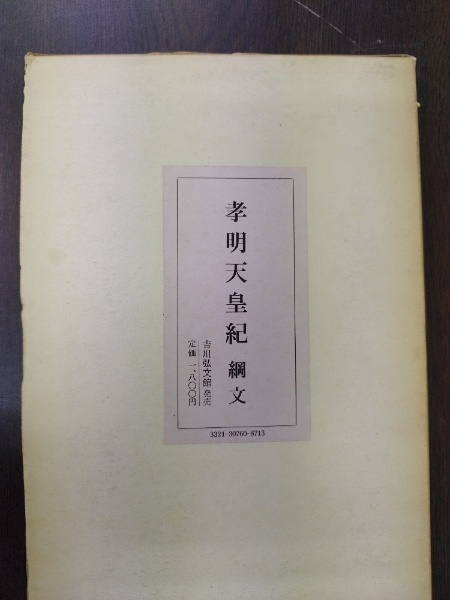 孝明天皇紀 綱文
吉川弘文館 発売
定価 一、八〇〇円
3321-30760-8713